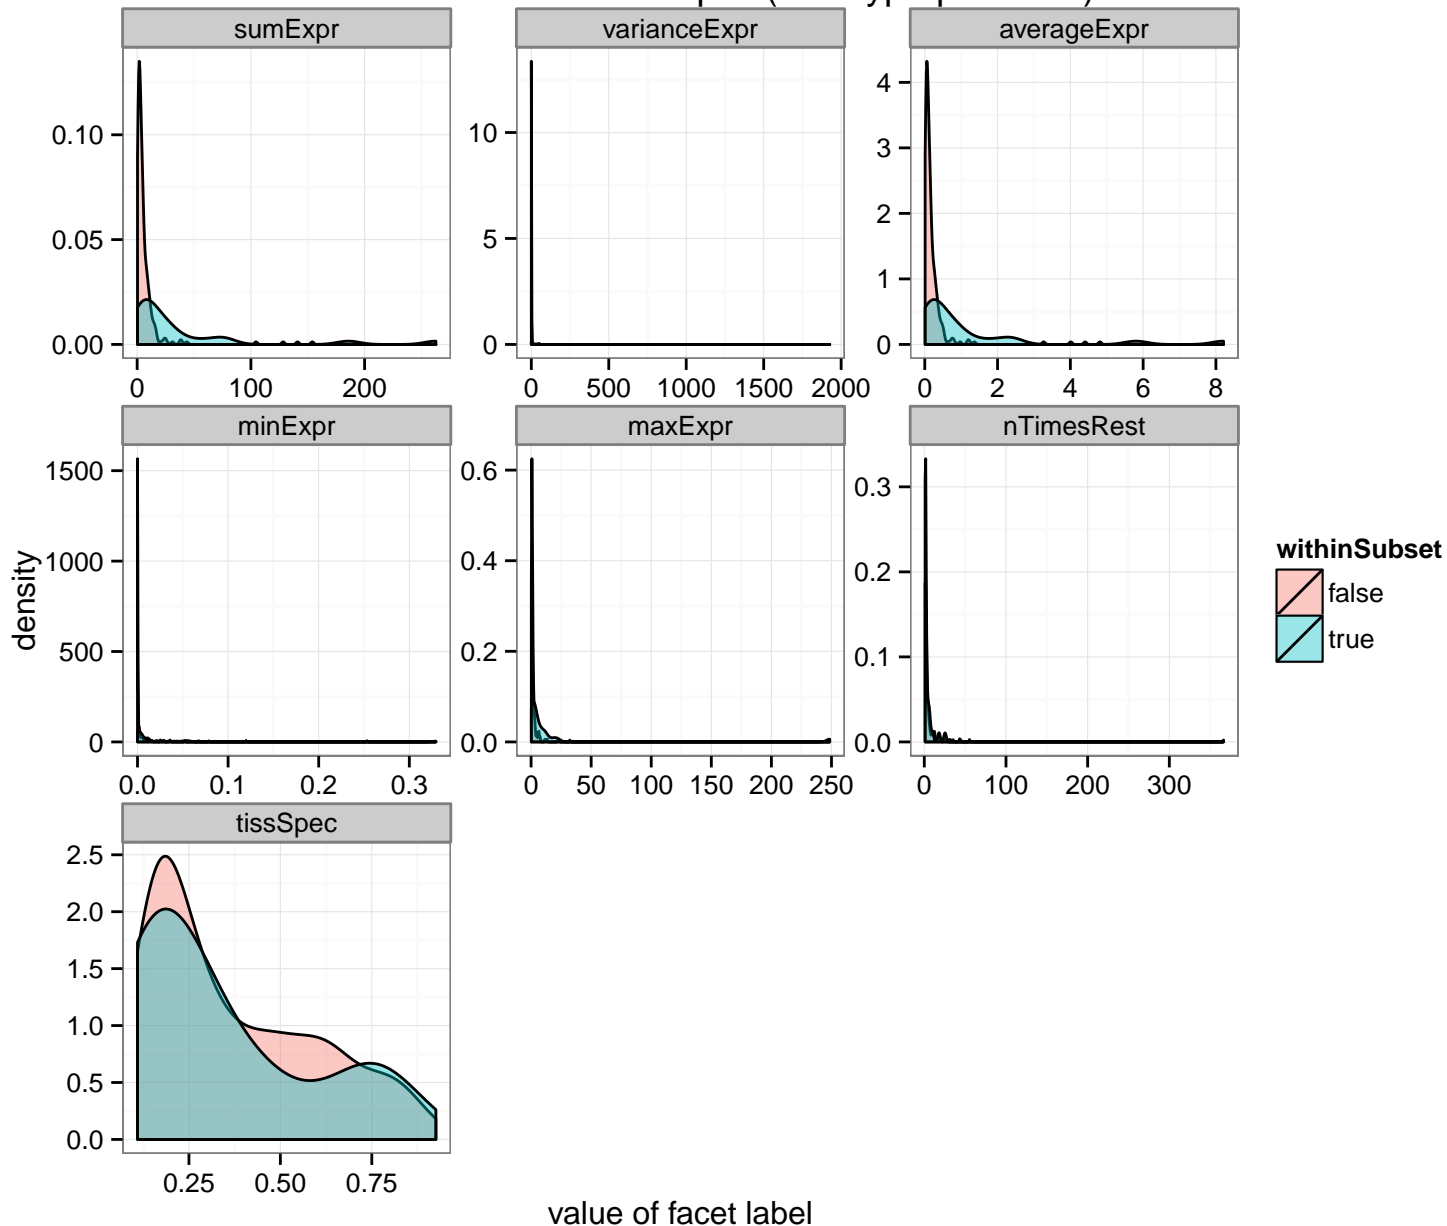 sumExpr varianceExpr averageExpr
0.10
0.05
0.00
0 100 200
10
5
0
0 500 1000 1500 2000
4
3
2
1
0
0 2 4 6 8
minExpr maxExpr nTimesRest
1500
1000
500
0
0.0 0.1 0.2 0.3
0.6
0.4
0.2
0.0
0 50 100 150 200 250
0.3
0.2
0.1
0.0
0 100 200 300
density
withinSubset
false
true
tissSpec
2.5
2.0
1.5
1.0
0.5
0.0
0.25 0.50 0.75
value of facet label